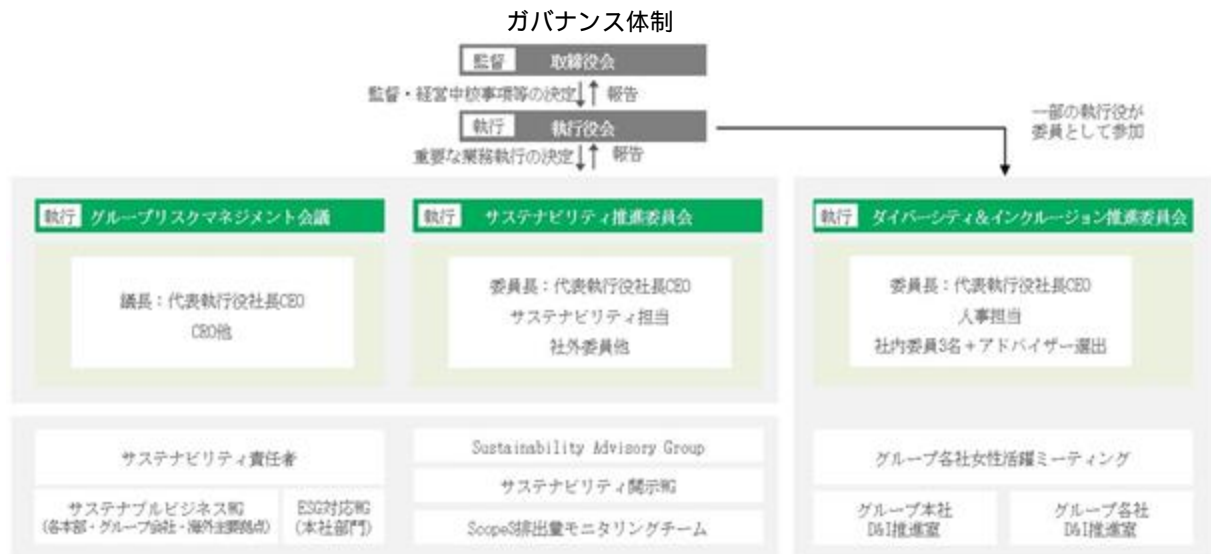 ガバナンス体制
監督 取締役会
監督・経営中核事項等の決定 報告
執行 執行役会
一部の執行役が
委員として参加
重要な業務執行の決定 報告
執行 グループリスクマネジメント会議
議長：代表執行役社長CEO
CRO他
執行 サステナビリティ推進委員会
委員長：代表執行役社長CEO
サステナビリティ担当
社外委員他
執行 ダイバーシティ&インクルージョン推進委員会
委員長：代表執行役社長CEO
人事担当
社内委員3名＋アドバイザー選出
サステナビリティ責任者
サステナブルビジネスWG
(各本部・グループ会社・海外主要拠点)
ESG対応WG
(本社部門)
Sustainability Advisory Group
サステナビリティ開示WG
Scope3排出量モニタリングチーム
グループ各社女性活躍ミーティング
グループ本社
D&I推進室
グループ各社
D&I推進室